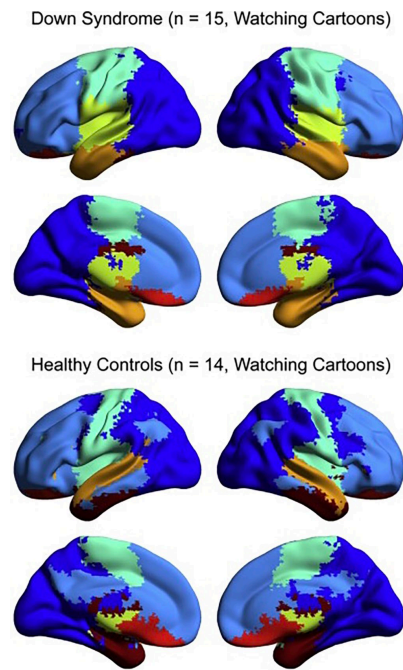 Down Syndrome (n = 15, Watching Cartoons)
Healthy Controls (n = 14, Watching Cartoons)